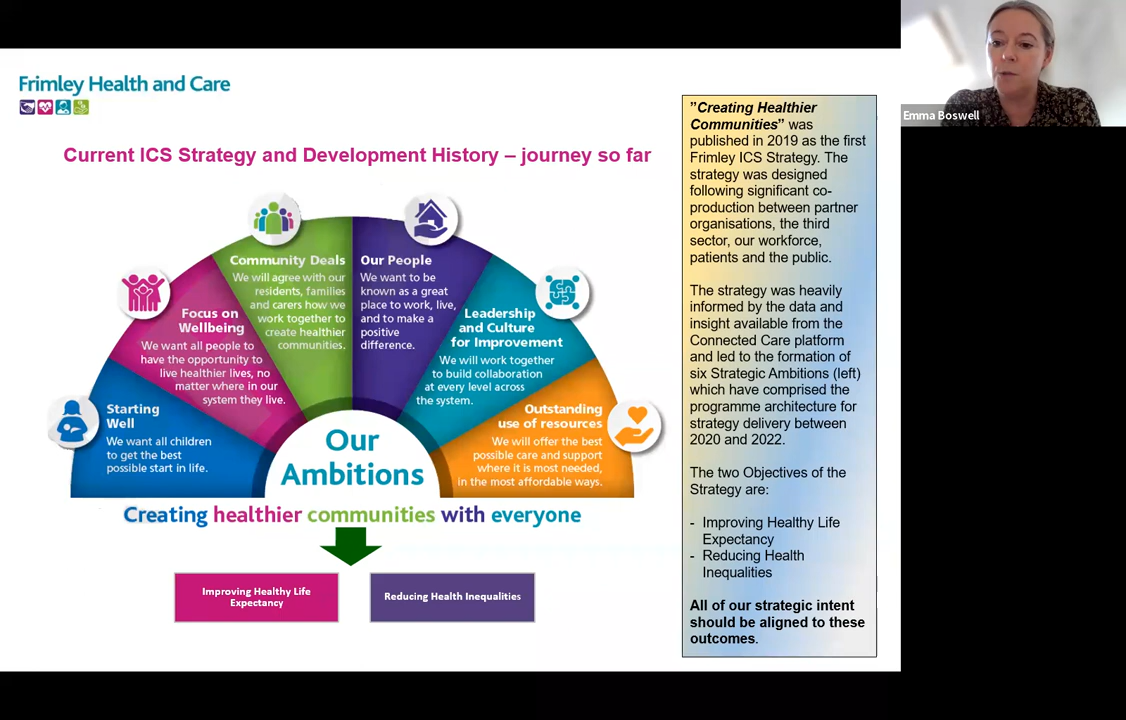 Frimley Health and Care
Current ICS Strategy and Development History – journey so far
Starting
Well
We want all children
to get the best
possible start in life.
Focus on
Wellbeing
We want all people to
have the opportunity to
live healthier lives, no
matter where in our
system they live.
Community Deals
We will agree with our
residents, families
and carers how we
work together to
create healthier
communities.
Our People
We want to be
known as a great
place to work, live,
and to make a
positive
difference.
Leadership
and Culture
for Improvement
We will work together
to build collaboration
at every level across
the system.
Outstanding
use of resources
We will offer the best
possible care and support
where it is most needed,
in the most affordable ways.
Our
Ambitions
Creating healthier communities with everyone
Improving Healthy Life
Expectancy
Reducing Health Inequalities
”Creating Healthier
Communities” was
published in 2019 as the first
Frimley ICS Strategy. The
strategy was designed
following significant co-
production between partner
organisations, the third
sector, our workforce,
patients and the public.
The strategy was heavily
informed by the data and
insight available from the
Connected Care platform
and led to the formation of
six Strategic Ambitions (left)
which have comprised the
programme architecture for
strategy delivery between
2020 and 2022.
The two Objectives of the
Strategy are:
- Improving Healthy Life
Expectancy
- Reducing Health
Inequalities
All of our strategic intent
should be aligned to these
outcomes.
Emma Boswell